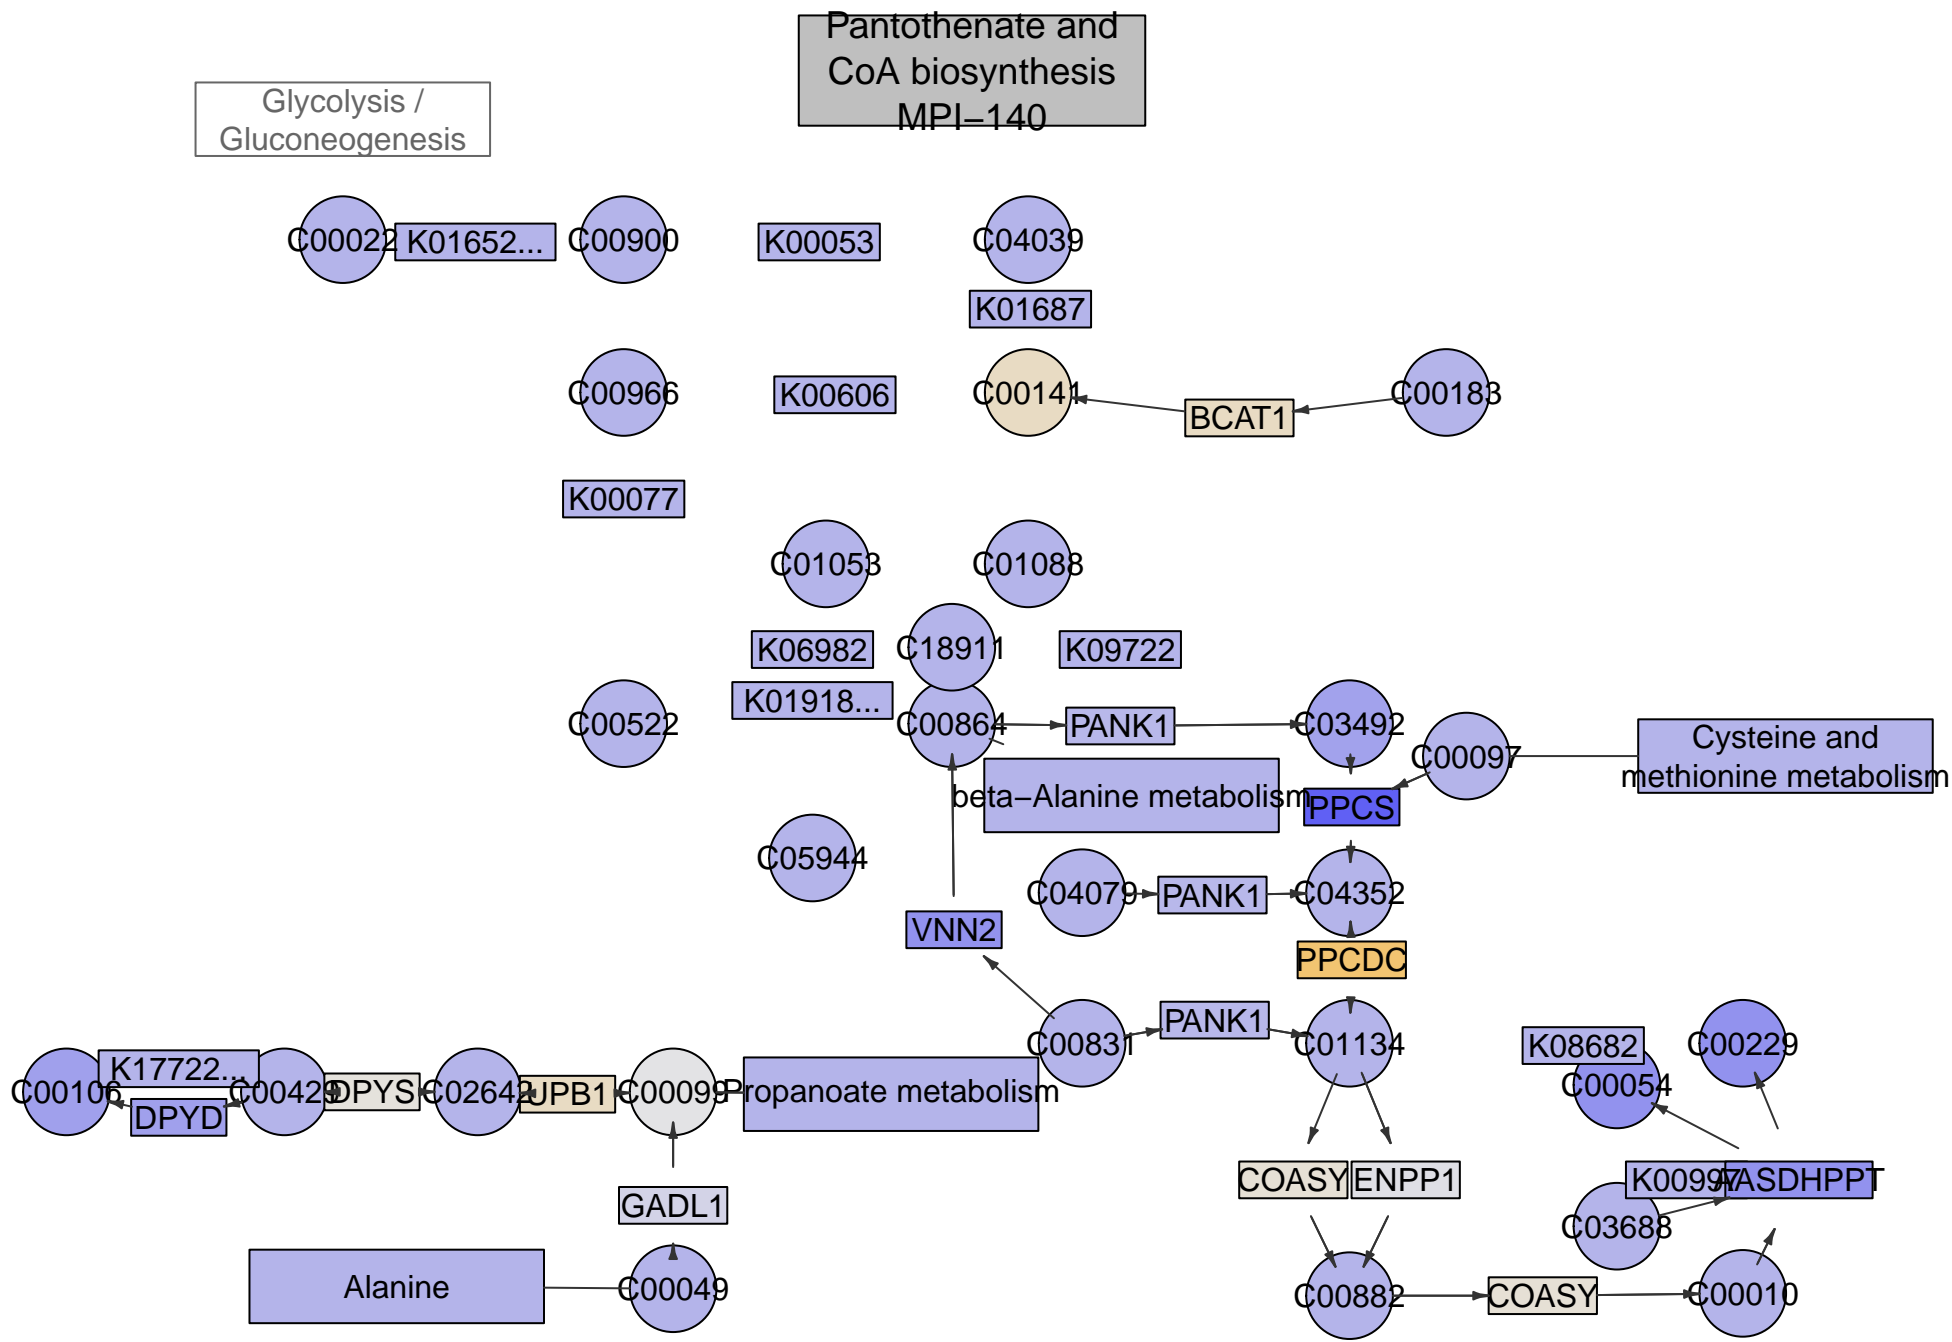 Pantothenate and
CoA biosynthesis
MPI−140
Glycolysis /
Gluconeogenesis
C00022
K01652...
C00900
K00053
C04039
K01687
C00966
K00606
C00141
BCAT1
C00183
K00077
C01053
C01088
K06982
C18911
K09722
K01918...
C00522
C00864
PANK1
C03492
C00097
Cysteine and
methionine metabolism
beta−Alanine metabolism
PPCS
C05944
C04079
PANK1
C04352
VNN2
PPCDC
C00831
PANK1
C01134
K08682
C00229
C00054
K17722...
C00106
DPYD
C00429
DPYS
C02642
UPB1
C00099
Propanoate metabolism
COASY
ENPP1
K00997
AASDHPPT
GADL1
C03688
Alanine
C00049
C00882
COASY
C00010